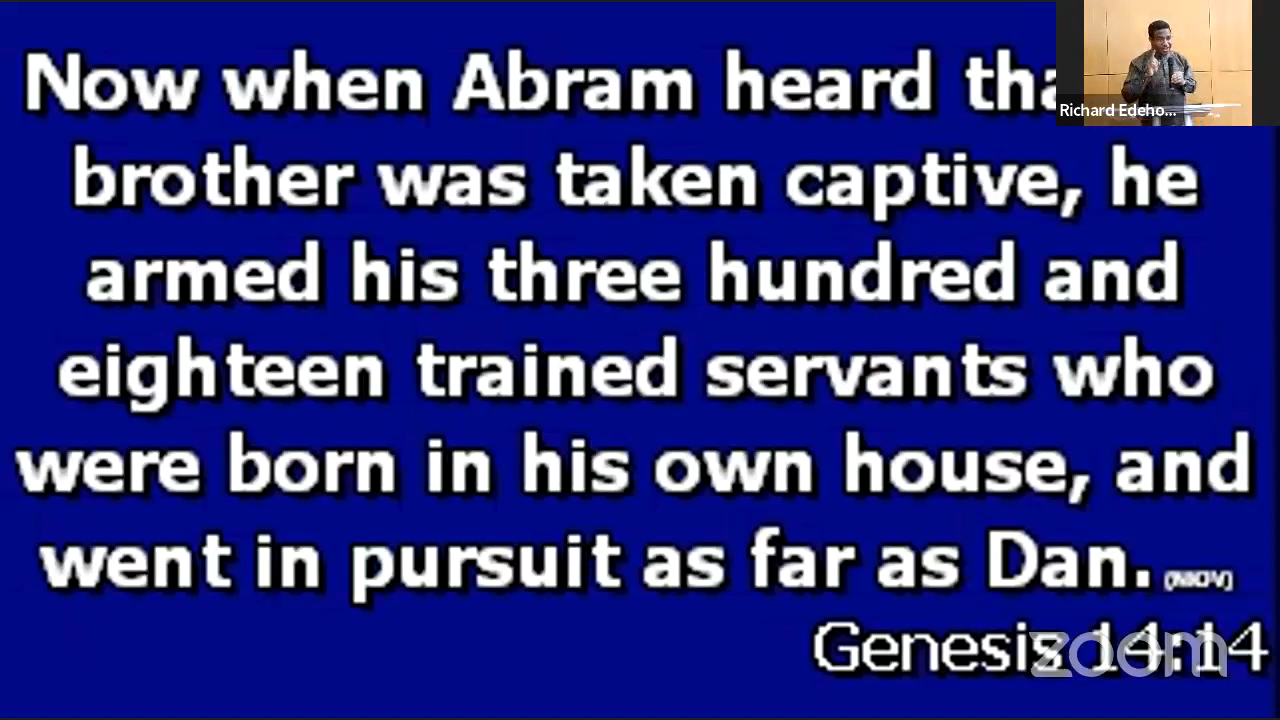 Now when Abram heard tha
brother was taken captive, he
armed his three hundred and
eighteen trained servants who
were born in his own house, and
went in pursuit as far as Dan. (NKJV)
Genesis 14:14
Richard Edeho...
zoom